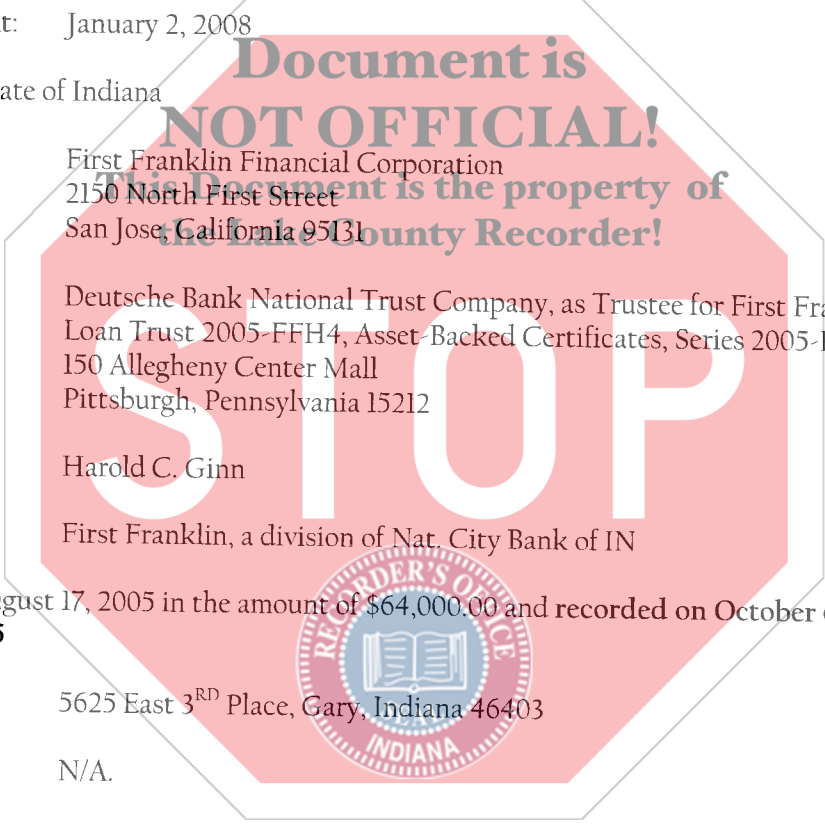 t: January 2, 2008
Document is
ate of Indiana
NOT OFFICIAL!
First Franklin Financial Corporation
This Document is the property of
2150 North First Street
San Jose, California 95131
the Lake County Recorder!
Deutsche Bank National Trust Company, as Trustee for First Fra
Loan Trust 2005-FFH4, Asset-Backed Certificates, Series 2005-
150 Allegheny Center Mall
Pittsburgh, Pennsylvania 15212
STOP
Harold C. Ginn
First Franklin, a division of Nat. City Bank of IN
RECORDER'S OFFICE
gust 17, 2005 in the amount of $64,000.00 and recorded on October
5625 East 3RD Place, Gary, Indiana 46403
SEAL
INDIANA
N/A.